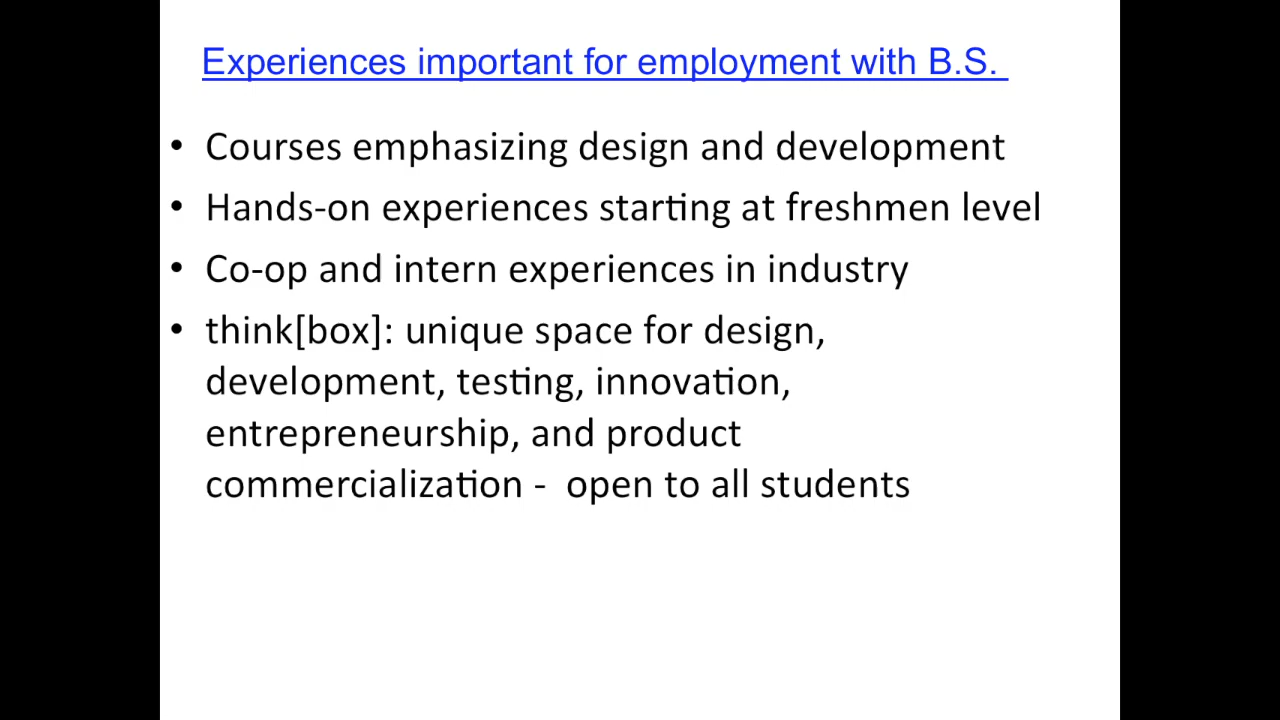 Experiences important for employment with B.S.
• Courses emphasizing design and development
• Hands-on experiences starting at freshmen level
• Co-op and intern experiences in industry
• think[box]: unique space for design,
development, testing, innovation,
entrepreneurship, and product
commercialization -  open to all students